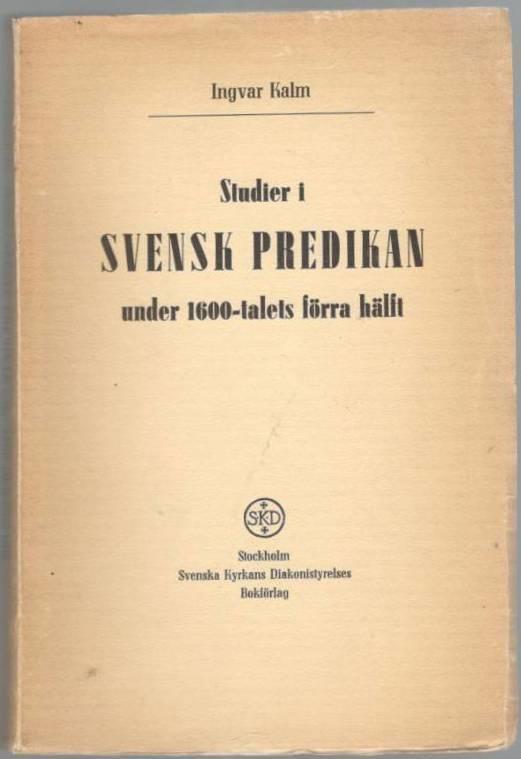 Ingvar Kalm
Studier i
SVENSK PREDIKAN
under 1600-talets förra hälft
SKD
Stockholm
Svenska Kyrkans Diakonistyrelses
Bokförlag